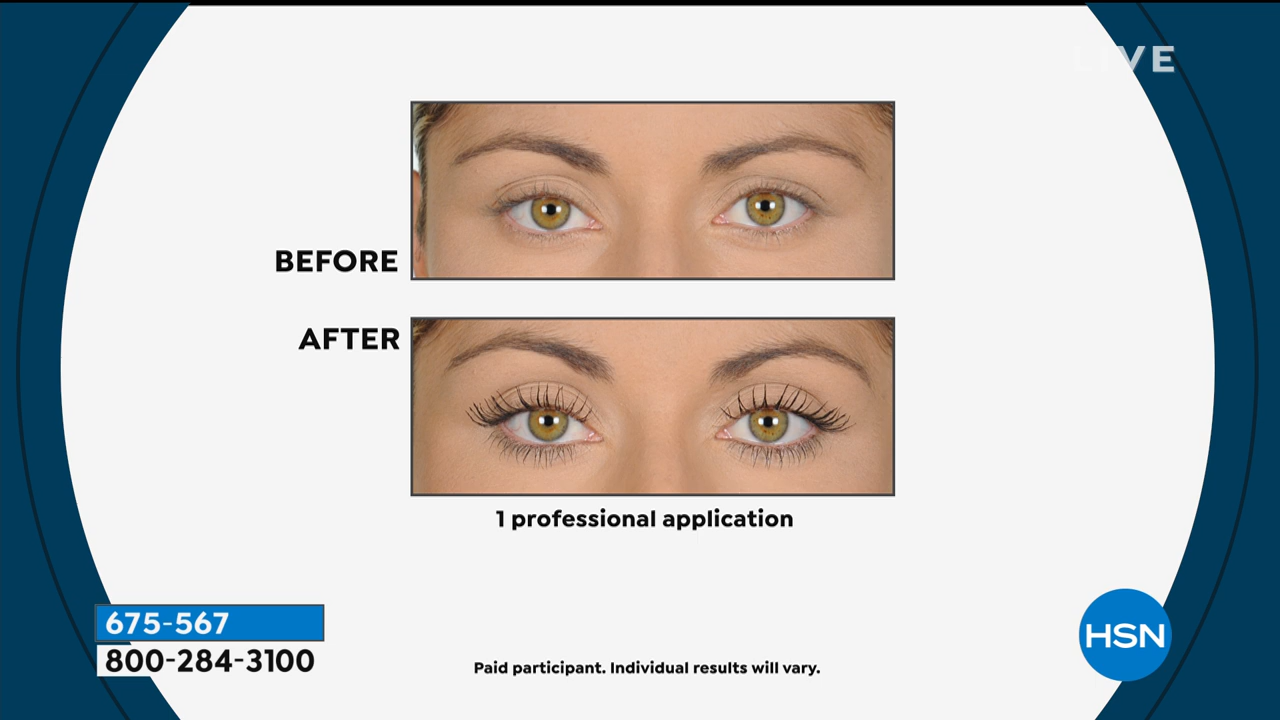 LIVE
BEFORE
AFTER
1 professional application
675-567
800-284-3100
Paid participant. Individual results will vary.
HSN